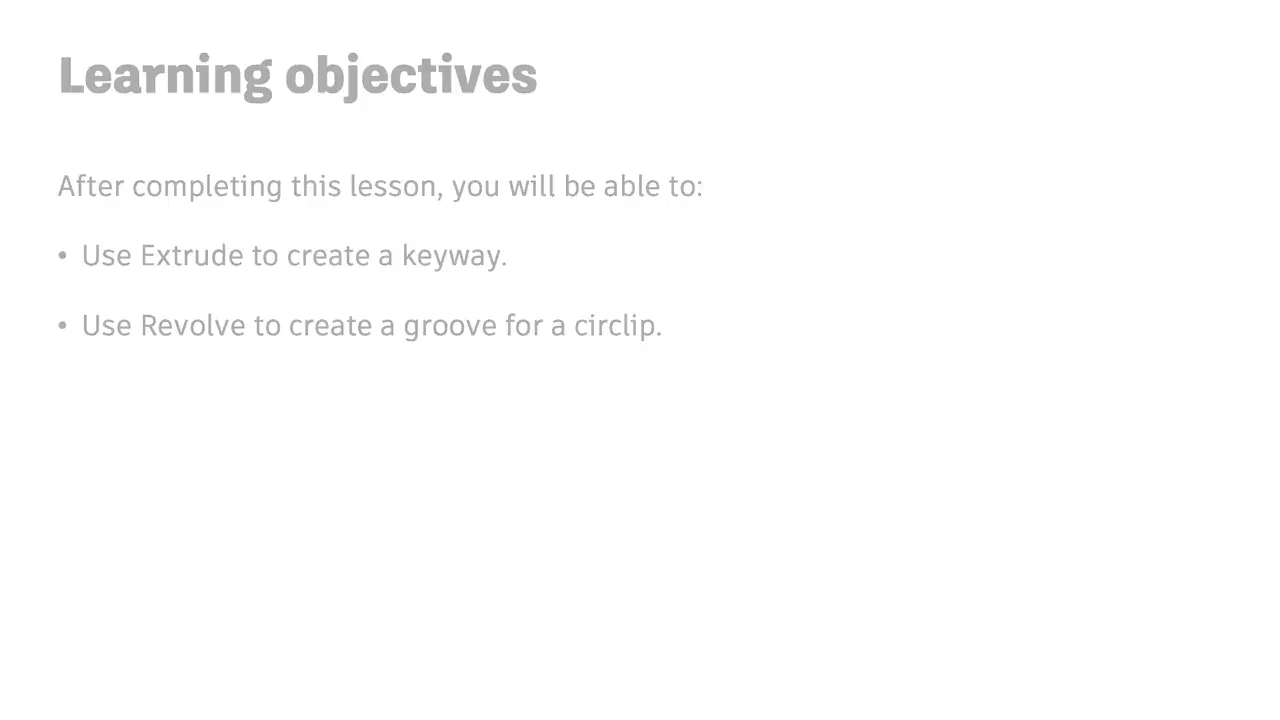 Learning objectives
After completing this lesson, you will be able to:
• Use Extrude to create a keyway.
• Use Revolve to create a groove for a circlip.